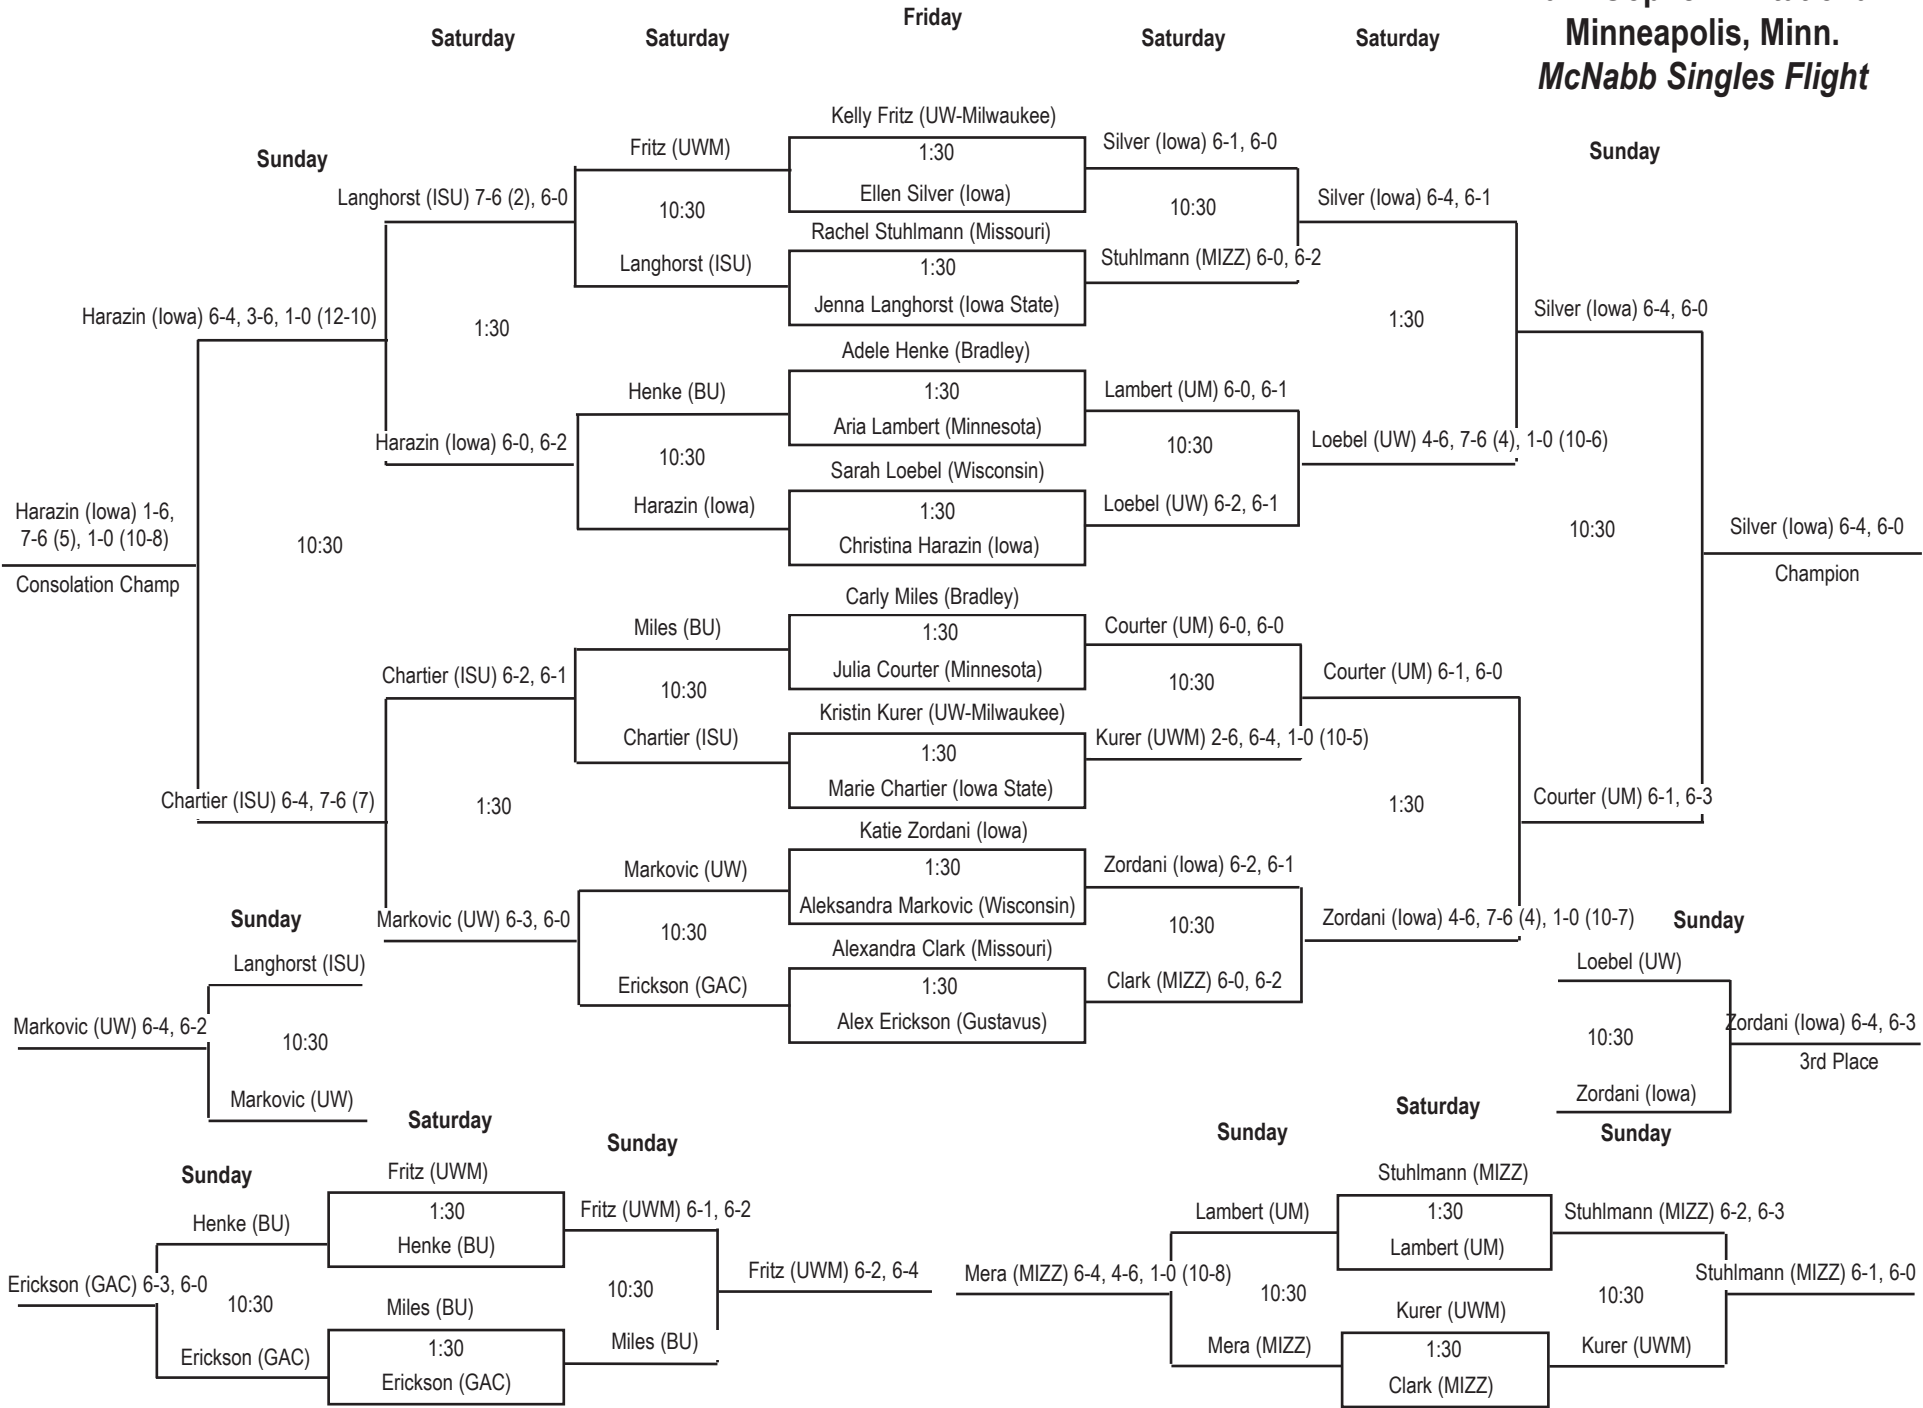 Minneapolis, Minn.
McNabb Singles Flight
Friday
Saturday
Saturday
Saturday
Saturday
Sunday
Sunday
Kelly Fritz (UW-Milwaukee)
1:30
Ellen Silver (Iowa)
Rachel Stuhlmann (Missouri)
1:30
Jenna Langhorst (Iowa State)
Adele Henke (Bradley)
1:30
Aria Lambert (Minnesota)
Sarah Loebel (Wisconsin)
1:30
Christina Harazin (Iowa)
Carly Miles (Bradley)
1:30
Julia Courter (Minnesota)
Kristin Kurer (UW-Milwaukee)
1:30
Marie Chartier (Iowa State)
Katie Zordani (Iowa)
1:30
Aleksandra Markovic (Wisconsin)
Alexandra Clark (Missouri)
1:30
Alex Erickson (Gustavus)
Fritz (UWM)
10:30
Langhorst (ISU)
Henke (BU)
10:30
Harazin (Iowa)
Miles (BU)
10:30
Chartier (ISU)
Markovic (UW)
10:30
Erickson (GAC)
Langhorst (ISU) 7-6 (2), 6-0
1:30
Harazin (Iowa) 6-0, 6-2
Chartier (ISU) 6-2, 6-1
1:30
Markovic (UW) 6-3, 6-0
Harazin (Iowa) 6-4, 3-6, 1-0 (12-10)
10:30
Chartier (ISU) 6-4, 7-6 (7)
Harazin (Iowa) 1-6,
7-6 (5), 1-0 (10-8)
Consolation Champ
Silver (Iowa) 6-1, 6-0
10:30
Stuhlmann (MIZZ) 6-0, 6-2
Lambert (UM) 6-0, 6-1
10:30
Loebel (UW) 6-2, 6-1
Courter (UM) 6-0, 6-0
10:30
Kurer (UWM) 2-6, 6-4, 1-0 (10-5)
Zordani (Iowa) 6-2, 6-1
10:30
Clark (MIZZ) 6-0, 6-2
Silver (Iowa) 6-4, 6-1
1:30
Loebel (UW) 4-6, 7-6 (4), 1-0 (10-6)
Courter (UM) 6-1, 6-0
1:30
Zordani (Iowa) 4-6, 7-6 (4), 1-0 (10-7)
Silver (Iowa) 6-4, 6-0
10:30
Courter (UM) 6-1, 6-3
Silver (Iowa) 6-4, 6-0
Champion
Sunday
Langhorst (ISU)
Markovic (UW) 6-4, 6-2
10:30
Markovic (UW)
Sunday
Loebel (UW)
10:30
Zordani (Iowa)
Zordani (Iowa) 6-4, 6-3
3rd Place
Saturday
Sunday
Sunday
Fritz (UWM)
1:30
Henke (BU)
Miles (BU)
1:30
Erickson (GAC)
Henke (BU)
10:30
Erickson (GAC)
Erickson (GAC) 6-3, 6-0
Fritz (UWM) 6-1, 6-2
10:30
Miles (BU)
Fritz (UWM) 6-2, 6-4
Saturday
Sunday
Sunday
Stuhlmann (MIZZ)
1:30
Lambert (UM)
Kurer (UWM)
1:30
Clark (MIZZ)
Lambert (UM)
10:30
Mera (MIZZ)
Mera (MIZZ) 6-4, 4-6, 1-0 (10-8)
Stuhlmann (MIZZ) 6-2, 6-3
10:30
Kurer (UWM)
Stuhlmann (MIZZ) 6-1, 6-0